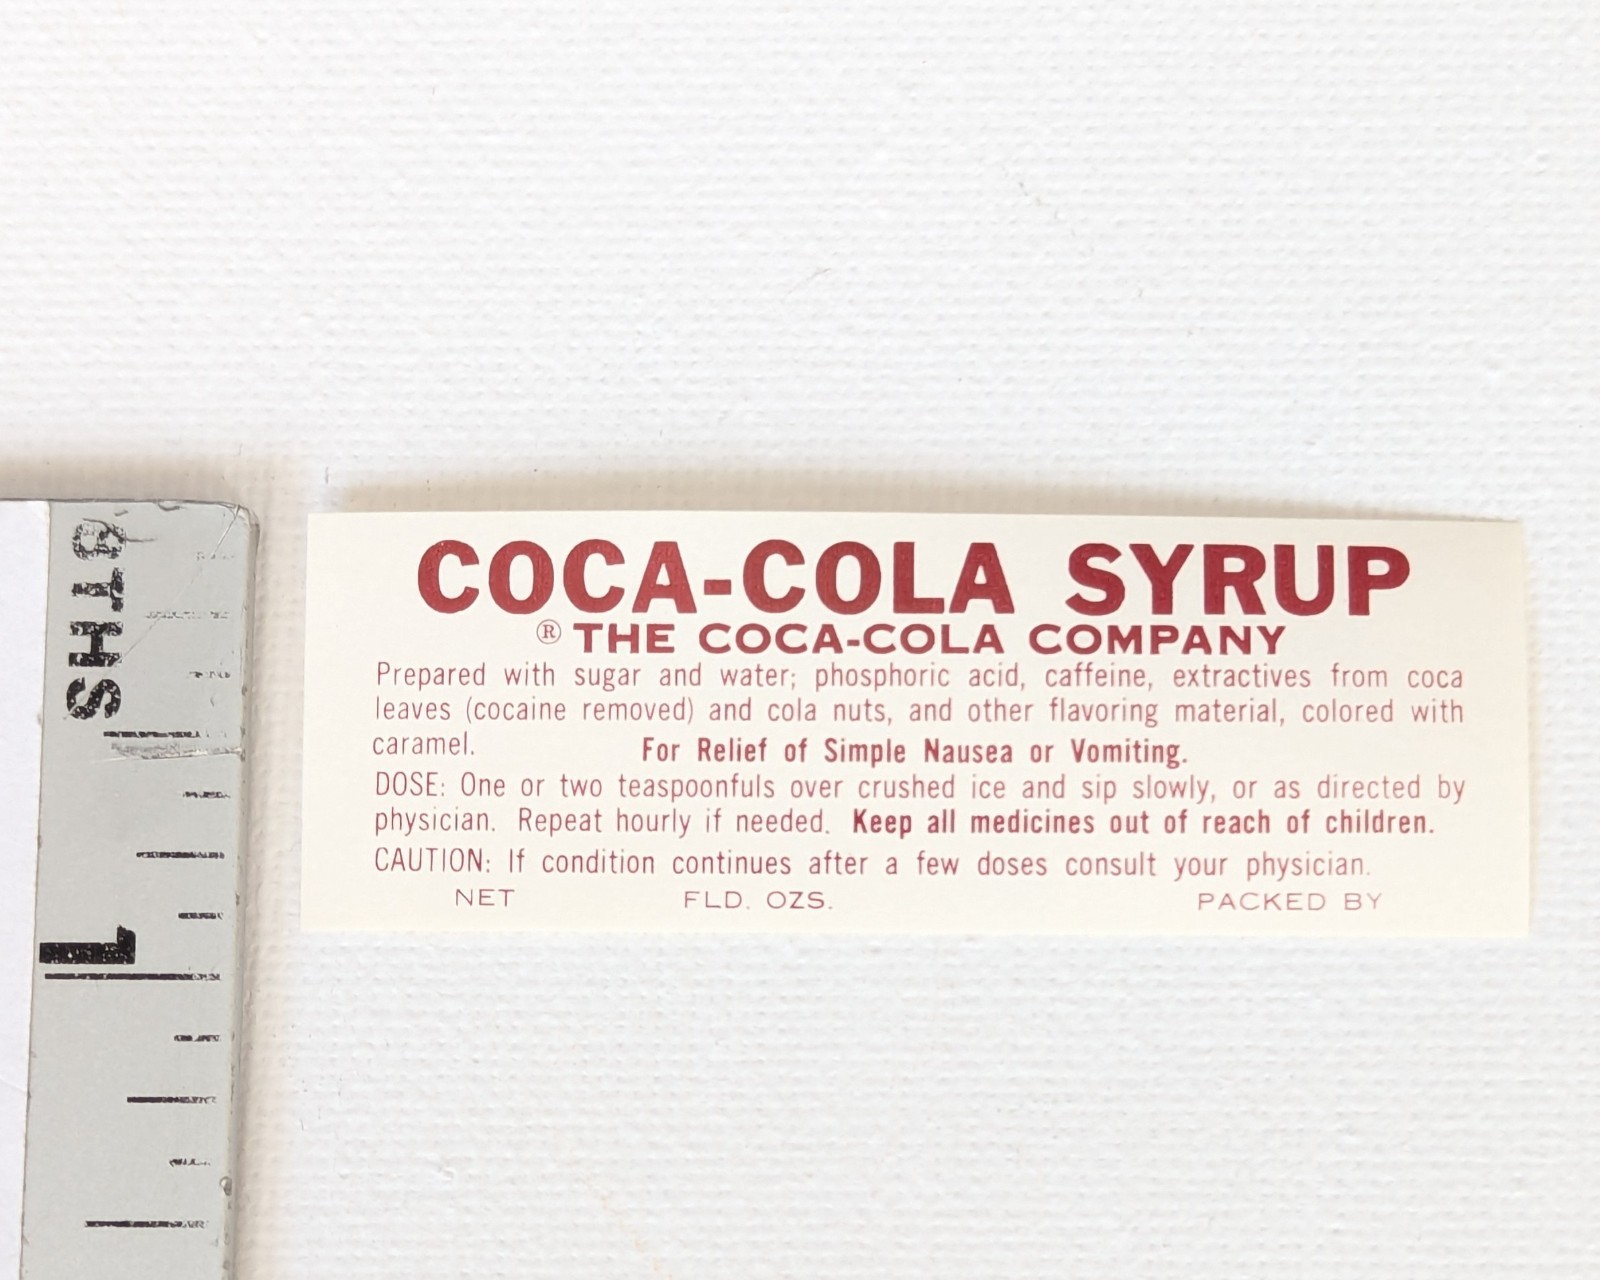 8THS
1
COCA-COLA SYRUP
® THE COCA-COLA COMPANY
Prepared with sugar and water; phosphoric acid, caffeine, extractives from coca
leaves (cocaine removed) and cola nuts, and other flavoring material, colored with
caramel. For Relief of Simple Nausea or Vomiting.
DOSE: One or two teaspoonfuls over crushed ice and sip slowly, or as directed by
physician. Repeat hourly if needed. Keep all medicines out of reach of children.
CAUTION: If condition continues after a few doses consult your physician.
NET FLD. OZS. PACKED BY